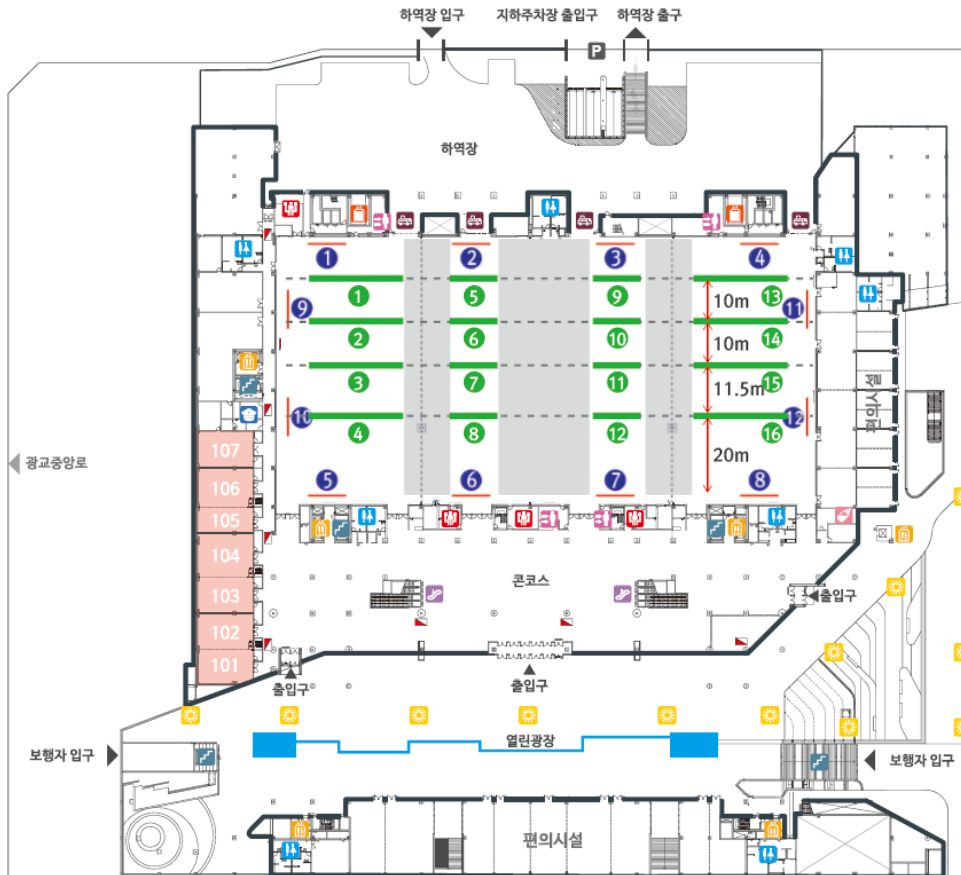 하역장 입구
지하주차장 출입구
하역장 출구
P
하역장
1
2
3
4
1
5
9
13
9
10m
11
2
6
10
14
10m
3
7
11
15
11.5m
10
12
4
8
12
16
20m
5
6
7
8
편의시설
광교중앙로
107
106
105
104
103
102
101
콘코스
출입구
출입구
출입구
열린광장
보행자 입구
보행자 입구
편의시설